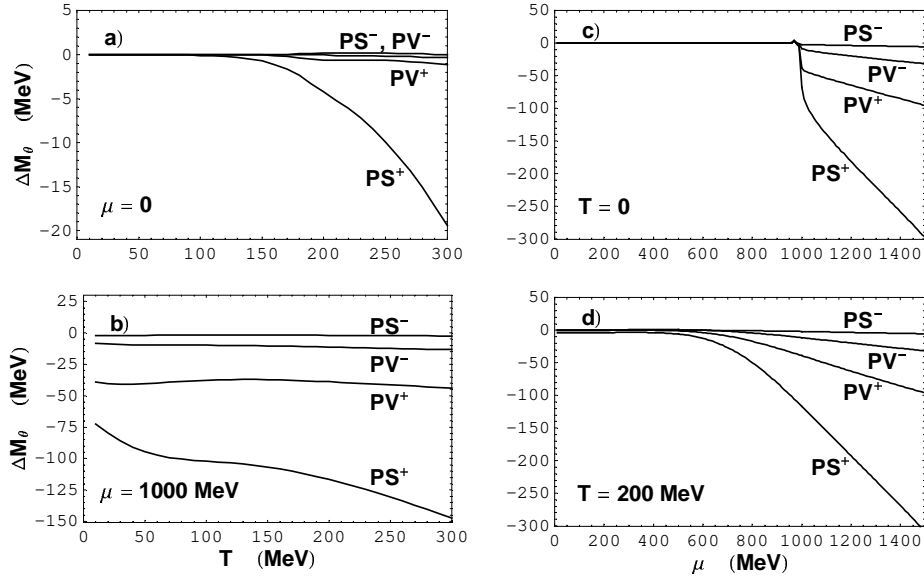 a)
PS⁻, PV⁻
PV⁺
PS⁺
μ = 0
ΔM_θ (MeV)
0
−5
−10
−15
−20
0 50 100 150 200 250 300
c)
PS⁻
PV⁻
PV⁺
PS⁺
T = 0
50
0
−50
−100
−150
−200
−250
−300
0 200 400 600 800 1000 1200 1400
b)
PS⁻
PV⁻
PV⁺
PS⁺
μ = 1000 MeV
ΔM_θ (MeV)
25
0
−25
−50
−75
−100
−125
−150
0 50 100 150 200 250 300
T (MeV)
d)
PS⁻
PV⁻
PV⁺
PS⁺
T = 200 MeV
50
0
−50
−100
−150
−200
−250
−300
0 200 400 600 800 1000 1200 1400
μ (MeV)